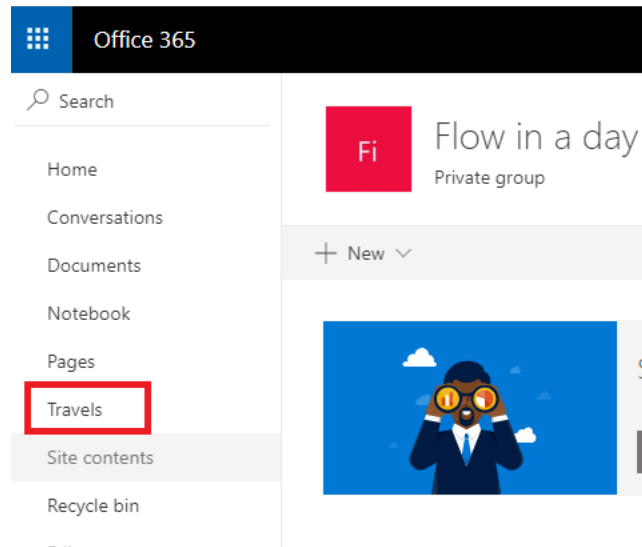 Office 365
Search
Fi
Flow in a day
Private group
Home
Conversations
Documents
Notebook
Pages
Travels
Site contents
Recycle bin
New